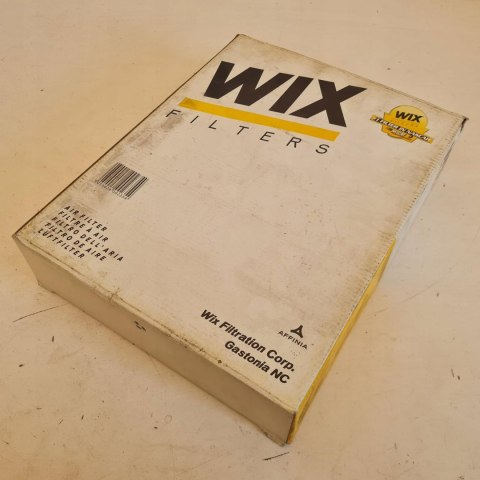 WIX
FILTERS
WIX
AIR FILTER
FILTRE A AIR
FILTRO DELL'ARIA
FILTRO DE AIRE
LUFTFILTER
AFFINIA
Wix Filtration Corp.
Gastonia NC